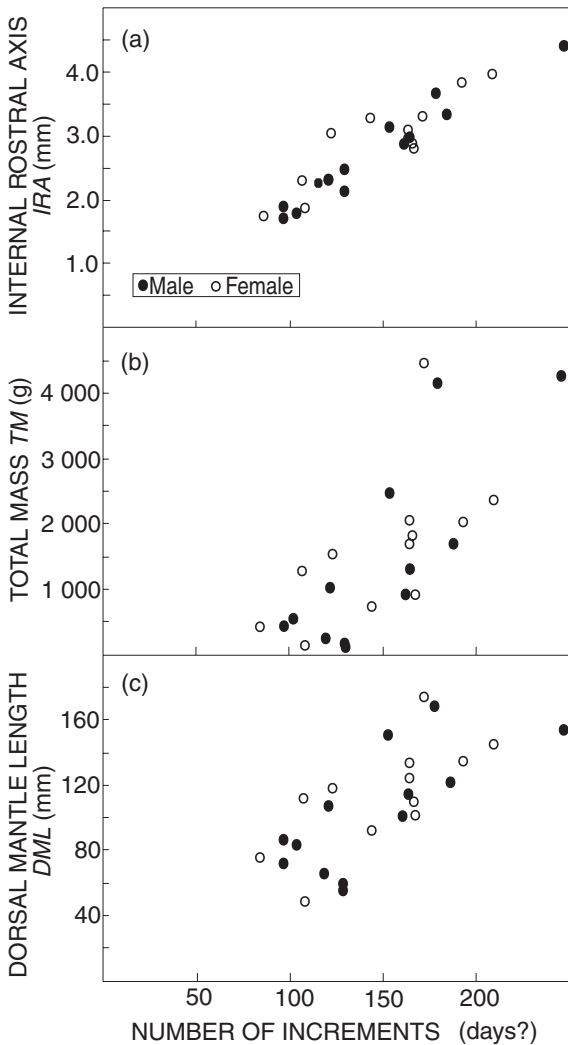 (a)
INTERNAL ROSTRAL AXIS
IRA (mm)
4.0
3.0
2.0
1.0
Male Female
(b)
TOTAL MASS TM (g)
4 000
3 000
2 000
1 000
(c)
DORSAL MANTLE LENGTH
DML (mm)
160
120
80
40
50 100 150 200
NUMBER OF INCREMENTS (days?)